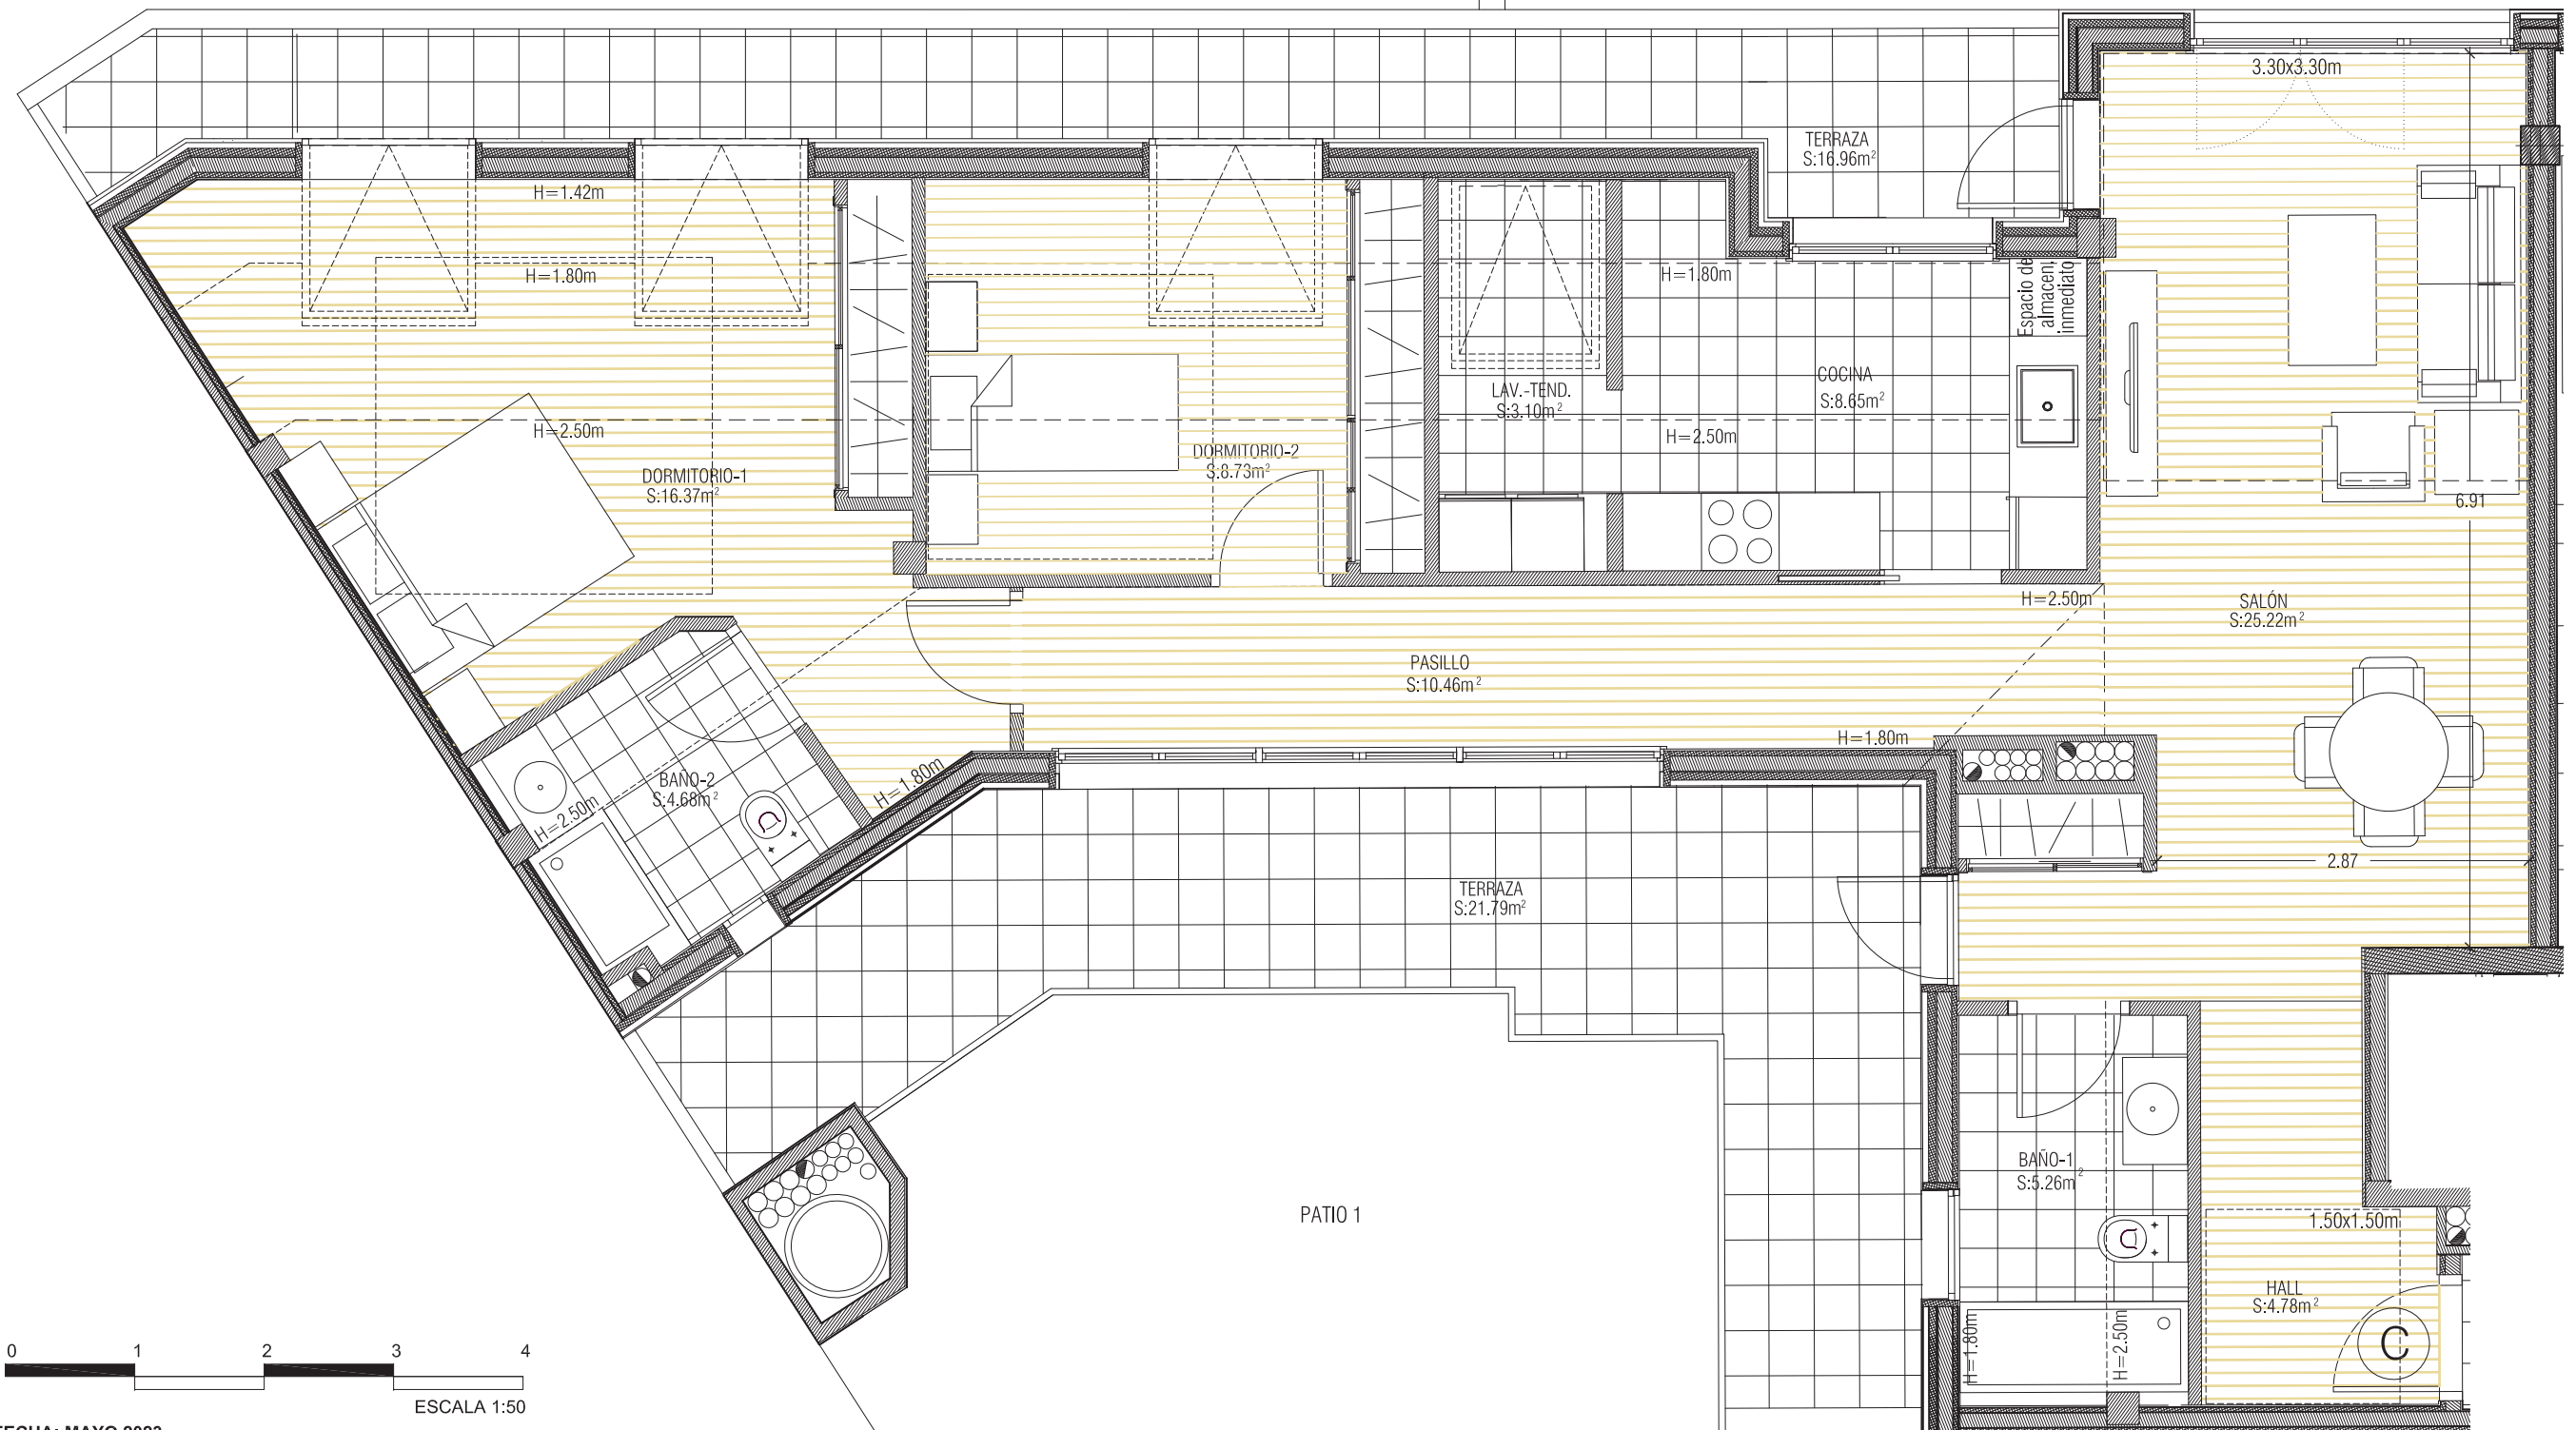 3.30x3.30m
TERRAZA
S:16.96m²
H=1.42m
H=1.80m
H=1.80m
Espacio de
almacen.
inmediato
LAV.-TEND.
S:3.10m²
COCINA
S:8.65m²
H=2.50m
H=2.50m
DORMITORIO-2
S:8.73m²
DORMITORIO-1
S:16.37m²
6.91
H=2.50m
SALÓN
S:25.22m²
PASILLO
S:10.46m²
H=1.80m
BAÑO-2
S:4.68m²
H=1.80m
H=2.50m
2.87
TERRAZA
S:21.79m²
BAÑO-1
S:5.26m²
PATIO 1
1.50x1.50m
HALL
S:4.78m²
C
H=1.80m
H=2.50m
0 1 2 3 4
ESCALA 1:50